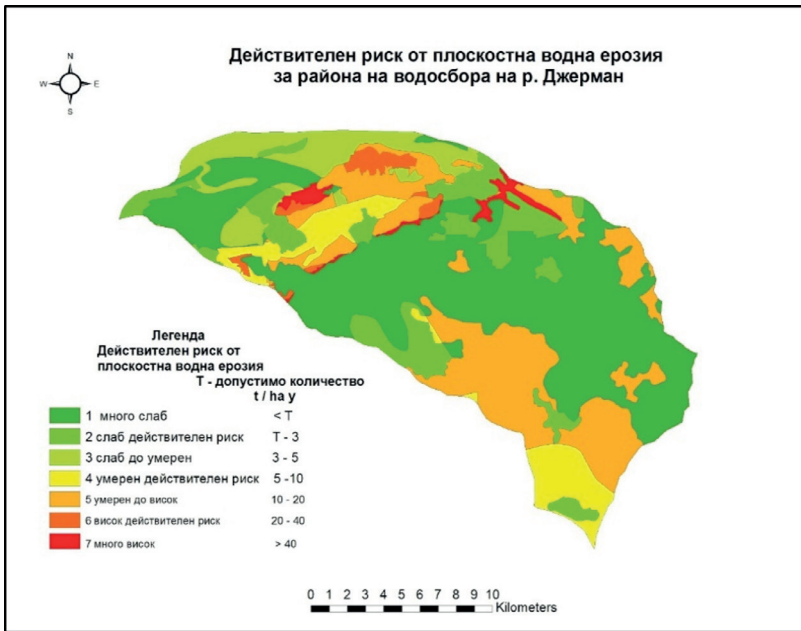 Действителен риск от плоскостна водна ерозия
за района на водосбора на р. Джерман
N
W E
S
Легенда
Действителен риск от
плоскостна водна ерозия
Т - допустимо количество
t / ha y
1 много слаб < T
2 слаб действителен риск T - 3
3 слаб до умерен 3 - 5
4 умерен действителен риск 5 -10
5 умерен до висок 10 - 20
6 висок действителен риск 20 - 40
7 много висок > 40
0 1 2 3 4 5 6 7 8 9 10
Kilometers